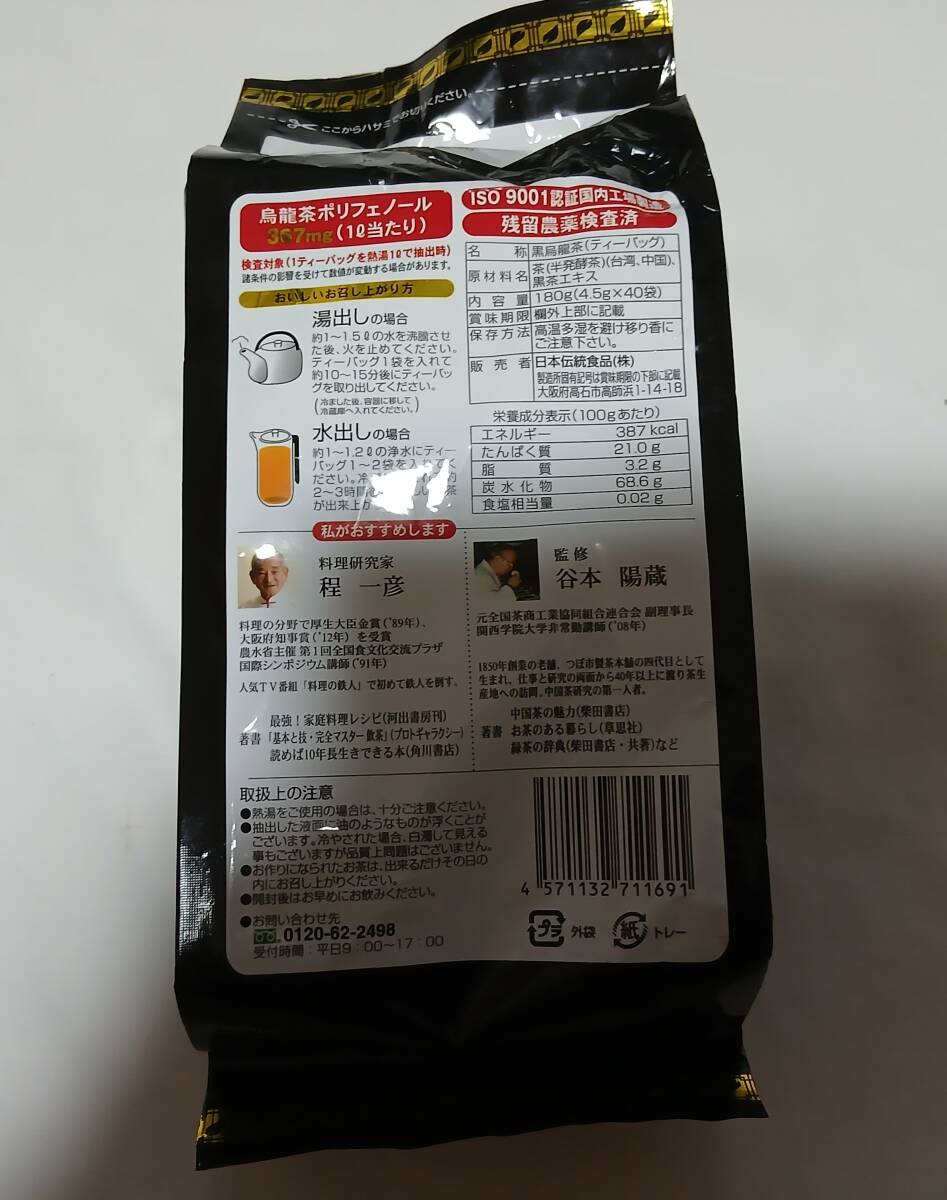 ここからハサミでお切りください。
烏龍茶ポリフェノール
367mg(1ℓ当たり)
検査対象(1ティーバッグを熱湯1ℓで抽出時)
諸条件の影響を受けて数値が変動する場合があります。
おいしいお召し上がり方
湯出しの場合
約1〜1.5ℓの水を沸騰させ
た後、火を止めてください。
ティーバッグ1袋を入れて
約10〜15分後にティーバッ
グを取り出してください。
(冷ました後、容器に移して
冷蔵庫へ入れてください。)
水出しの場合
約1〜1.2ℓの浄水にティー
バッグ1〜2袋を入れてく
ださい。冷
2〜3時間
が出来上が
ISO 9001認証国内工場製造
残留農薬検査済
名称 黒烏龍茶(ティーバッグ)
原材料名 茶(半発酵茶)(台湾、中国)、
黒茶エキス
内容量 180g(4.5g×40袋)
賞味期限 欄外上部に記載
保存方法 高温多湿を避け移り香に
ご注意下さい。
販売者 日本伝統食品(株)
製造所固有記号は賞味期限の下部に記載
大阪府高石市高師浜1-14-18
栄養成分表示(100gあたり)
エネルギー 387 kcal
たんぱく質 21.0 g
脂質 3.2 g
炭水化物 68.6 g
食塩相当量 0.02 g
私がおすすめします
料理研究家
程 一彦
料理の分野で厚生大臣金賞('89年)、
大阪府知事賞('12年)を受賞
農水省主催 第1回全国食文化交流プラザ
国際シンポジウム講師('91年)
人気TV番組「料理の鉄人」で初めて鉄人を倒す。
最強!家庭料理レシピ(河出書房刊)
著書「基本と技・完全マスター飲茶」(プロトギャラクシー)
読めば10年長生きできる本(角川書店)
監修
谷本 陽蔵
元全国茶商工業協同組合連合会 副理事長
関西学院大学非常勤講師('08年)
1850年創業の老舗、つぼ市製茶本舗の四代目として
生まれ、仕事と研究の両面から40年以上に渡り茶生
産地への訪問。中国茶研究の第一人者。
中国茶の魅力(柴田書店)
著書 お茶のある暮らし(草思社)
緑茶の辞典(柴田書店・共著)など
取扱上の注意
●熱湯をご使用の場合は、十分ご注意ください。
●抽出した液面に油のようなものが浮くことが
ございます。冷やされた場合、白濁して見える
事もございますが品質上問題はございません。
●お作りになられたお茶は、出来るだけその日の
内にお召し上がりください。
●開封後はお早めにお飲みください。
●お問い合わせ先
0120-62-2498
受付時間:平日9:00〜17:00
4 571132 711691
プラ 外袋
紙 トレー